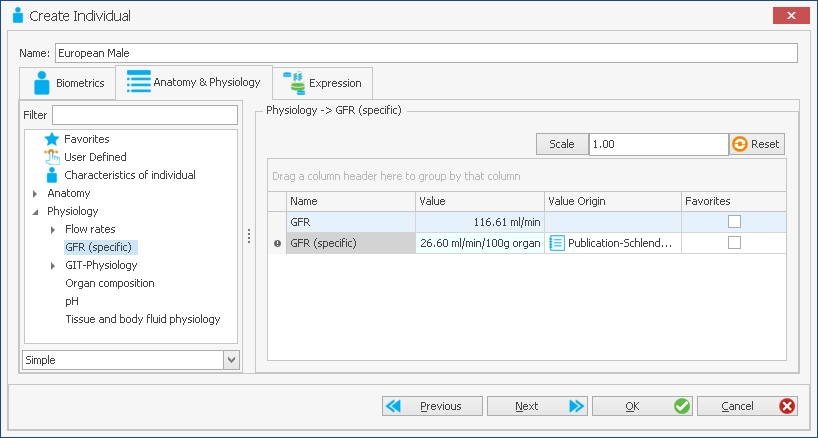 Create Individual
Name: European Male
Biometrics Anatomy & Physiology Expression
Filter
Favorites
User Defined
Characteristics of individual
Anatomy
Physiology
Flow rates
GFR (specific)
GIT-Physiology
Organ composition
pH
Tissue and body fluid physiology
Simple
Physiology -> GFR (specific)
Scale 1.00 Reset
Drag a column header here to group by that column
Name Value Value Origin Favorites
GFR 116.61 ml/min
GFR (specific) 26.60 ml/min/100g organ Publication-Schlend...
Previous Next OK Cancel